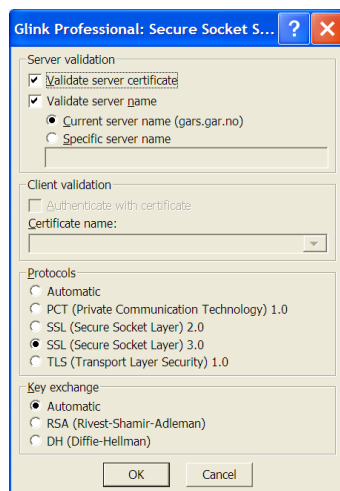 Glink Professional: Secure Socket S...
Server validation
Validate server certificate
Validate server name
Current server name (gars.gar.no)
Specific server name
Client validation
Authenticate with certificate
Certificate name:
Protocols
Automatic
PCT (Private Communication Technology) 1.0
SSL (Secure Socket Layer) 2.0
SSL (Secure Socket Layer) 3.0
TLS (Transport Layer Security) 1.0
Key exchange
Automatic
RSA (Rivest-Shamir-Adleman)
DH (Diffie-Hellman)
OK Cancel